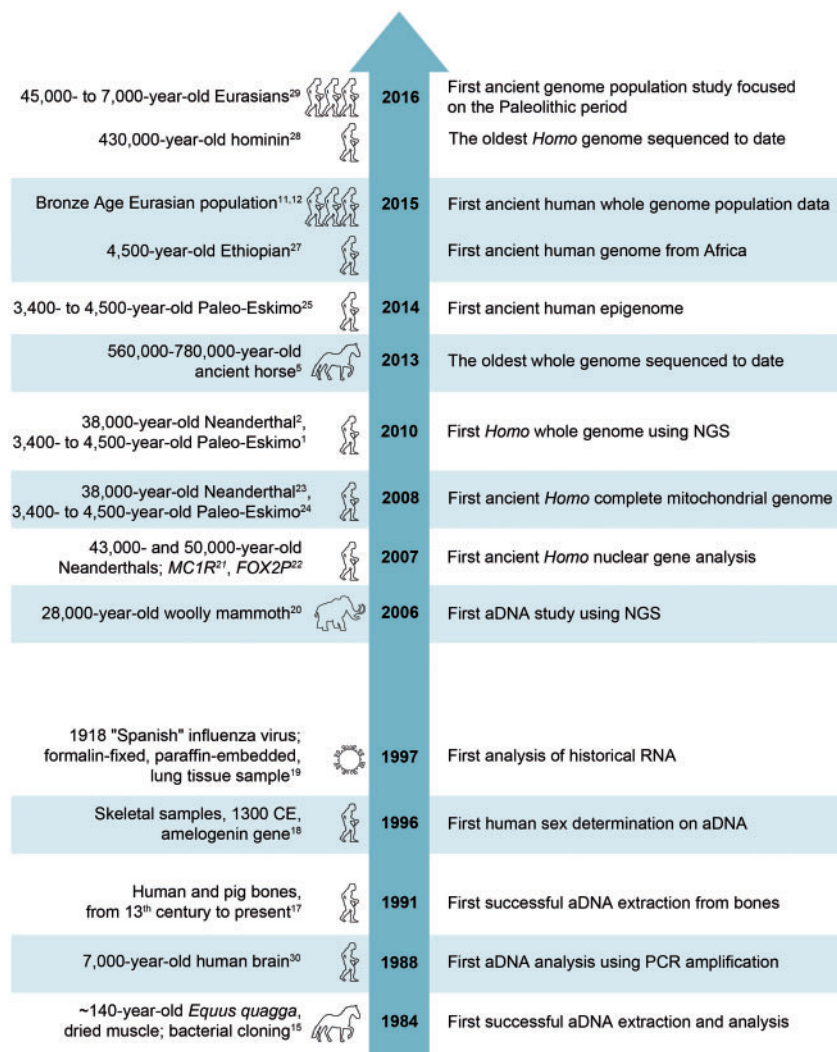 45,000- to 7,000-year-old Eurasians29
2016
First ancient genome population study focused
on the Paleolithic period
430,000-year-old hominin28
The oldest Homo genome sequenced to date
Bronze Age Eurasian population11,12
2015
First ancient human whole genome population data
4,500-year-old Ethiopian27
First ancient human genome from Africa
3,400- to 4,500-year-old Paleo-Eskimo25
2014
First ancient human epigenome
560,000-780,000-year-old
ancient horse5
2013
The oldest whole genome sequenced to date
38,000-year-old Neanderthal2,
3,400- to 4,500-year-old Paleo-Eskimo1
2010
First Homo whole genome using NGS
38,000-year-old Neanderthal23,
3,400- to 4,500-year-old Paleo-Eskimo24
2008
First ancient Homo complete mitochondrial genome
43,000- and 50,000-year-old
Neanderthals; MC1R21, FOX2P22
2007
First ancient Homo nuclear gene analysis
28,000-year-old woolly mammoth20
2006
First aDNA study using NGS
1918 "Spanish" influenza virus;
formalin-fixed, paraffin-embedded,
lung tissue sample19
1997
First analysis of historical RNA
Skeletal samples, 1300 CE,
amelogenin gene18
1996
First human sex determination on aDNA
Human and pig bones,
from 13th century to present17
1991
First successful aDNA extraction from bones
7,000-year-old human brain30
1988
First aDNA analysis using PCR amplification
~140-year-old Equus quagga,
dried muscle; bacterial cloning15
1984
First successful aDNA extraction and analysis